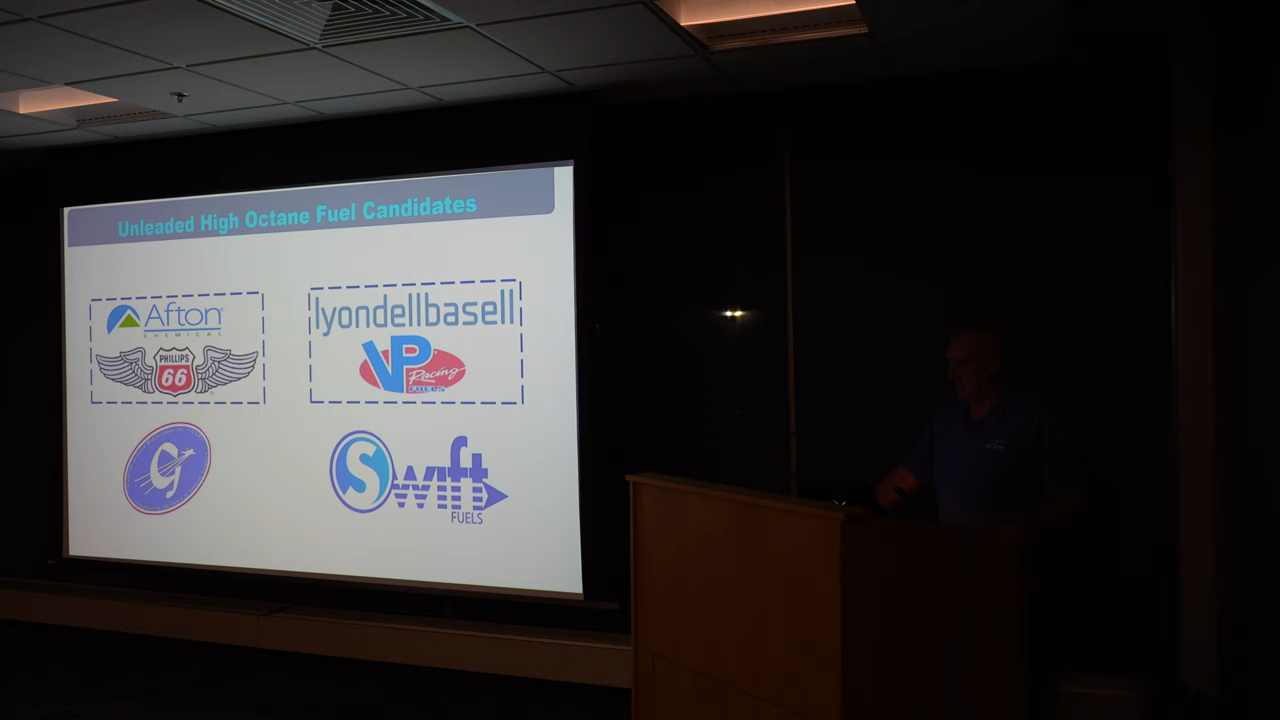 Unleaded High Octane Fuel Candidates
Afton
CHEMICAL
PHILLIPS
66
lyondellbasell
VP
Racing
FUELS
G
Swift
FUELS